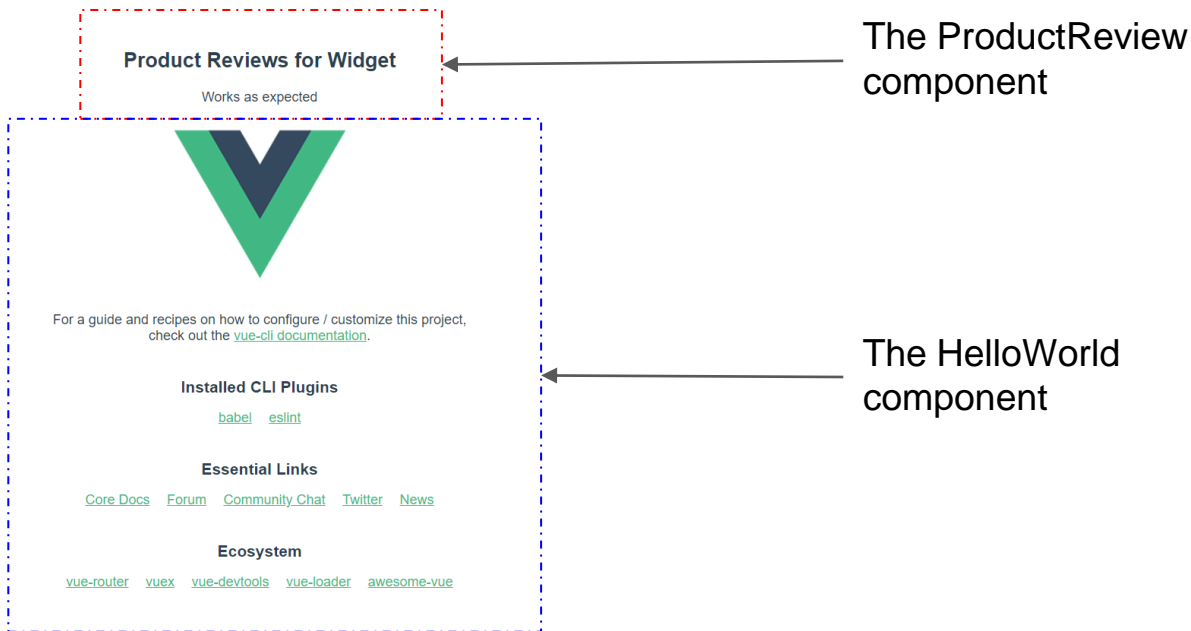 Product Reviews for Widget
Works as expected
The ProductReview
component
For a guide and recipes on how to configure / customize this project,
check out the vue-cli documentation.
Installed CLI Plugins
babel eslint
The HelloWorld
component
Essential Links
Core Docs Forum Community Chat Twitter News
Ecosystem
vue-router vuex vue-devtools vue-loader awesome-vue